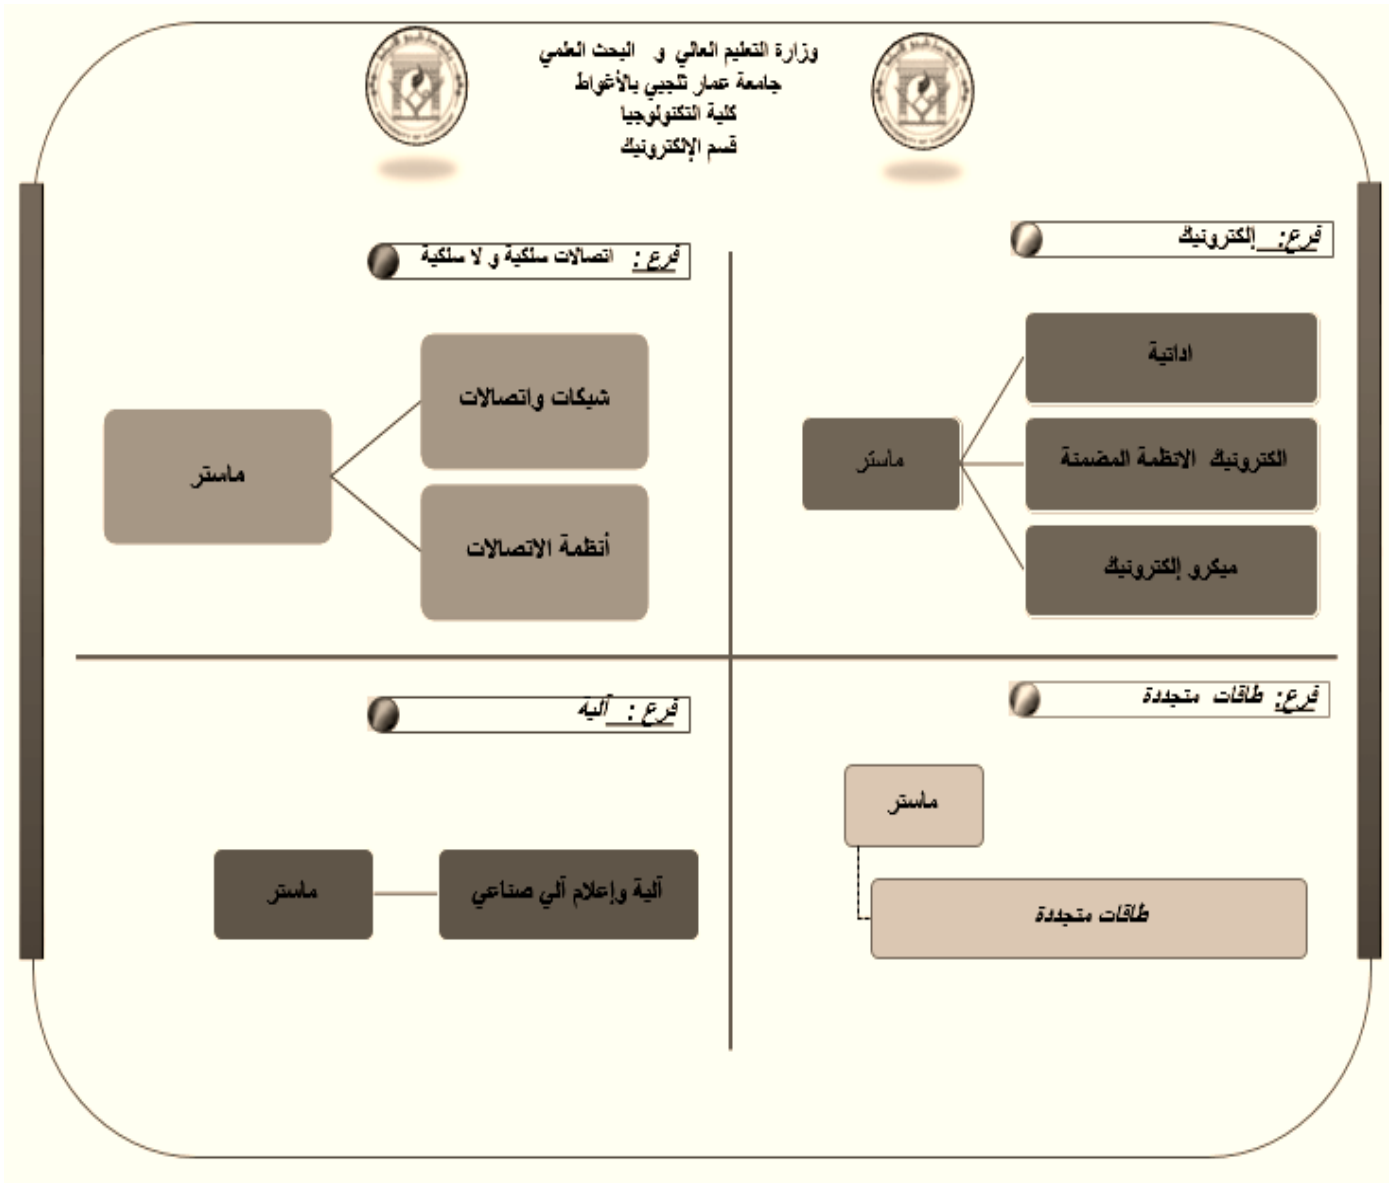 وزارة التعليم العالي و البحث العلمي
جامعة عمار ثلجيي بالأغواط
كلية التكنولوجيا
قسم الإلكترونيك
فرع: إلكترونيك
اداتية
ماستر
الكترونيك الانظمة المضمنة
ميكرو إلكترونيك
فرع : اتصالات سلكية و لا سلكية
شبكات واتصالات
ماستر
أنظمة الاتصالات
فرع: طاقات متجددة
ماستر
طاقات متجددة
فرع : آلية
آلية وإعلام آلي صناعي
ماستر